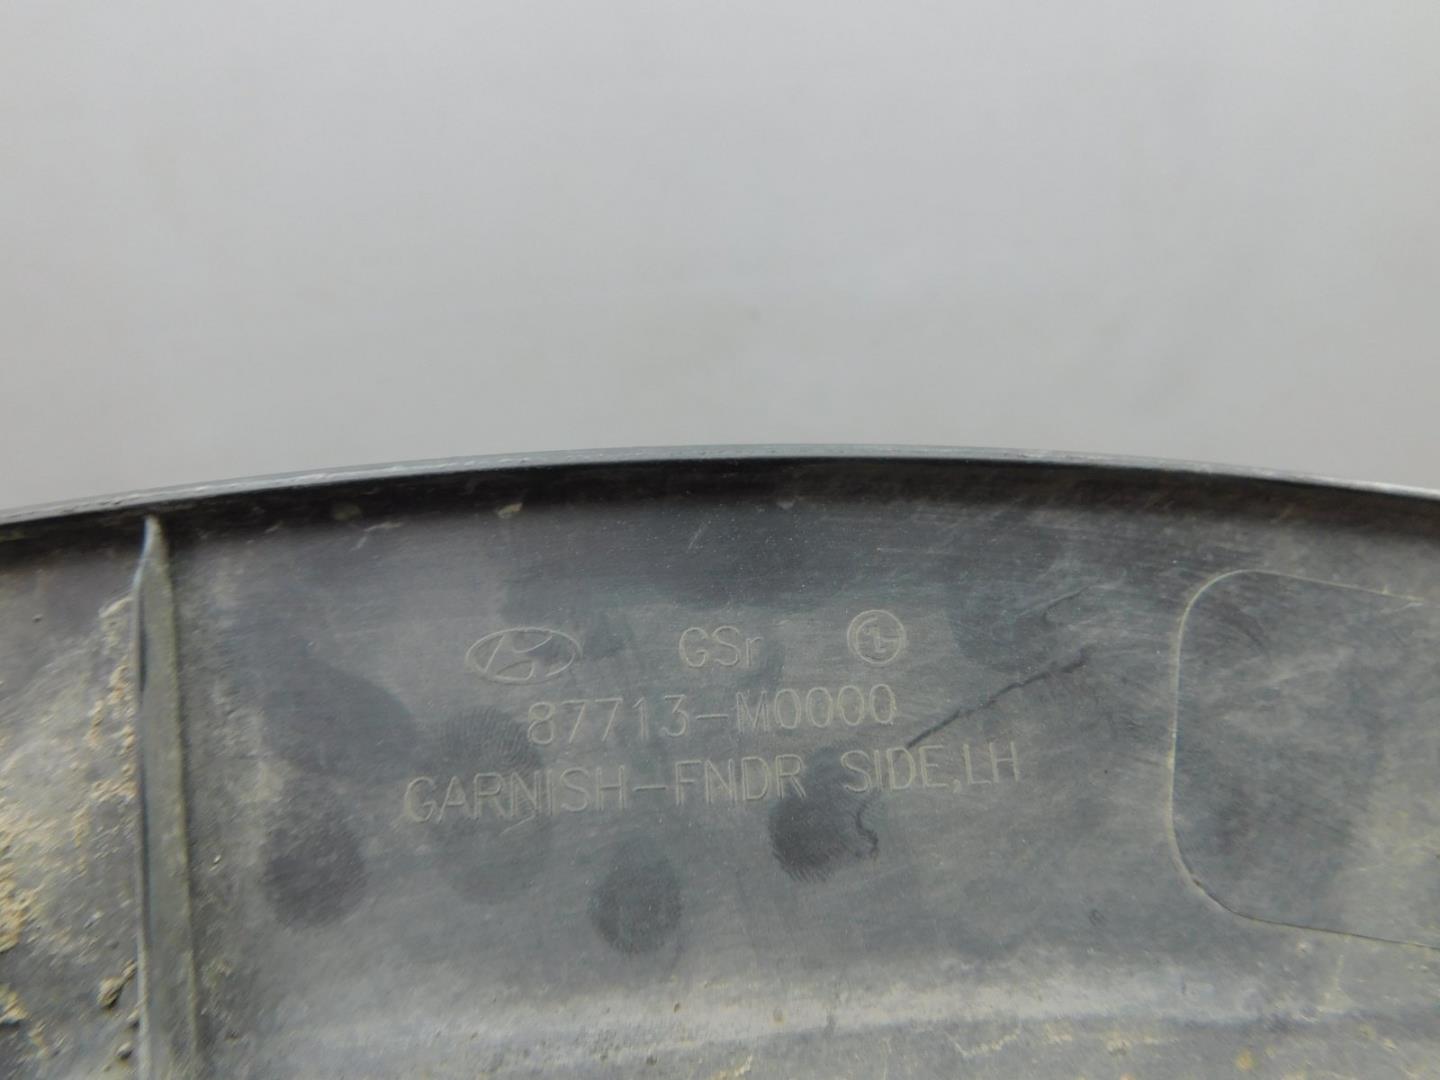 GSr
87713-M0000
GARNISH-FNDR SIDE,LH